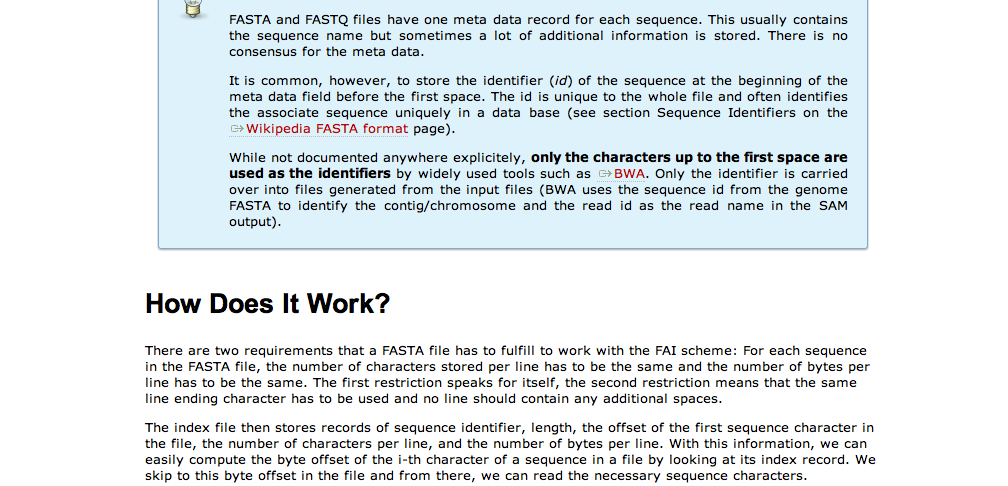 FASTA and FASTQ files have one meta data record for each sequence. This usually contains
the sequence name but sometimes a lot of additional information is stored. There is no
consensus for the meta data.
It is common, however, to store the identifier (id) of the sequence at the beginning of the
meta data field before the first space. The id is unique to the whole file and often identifies
the associate sequence uniquely in a data base (see section Sequence Identifiers on the
Wikipedia FASTA format page).
While not documented anywhere explicitely, only the characters up to the first space are
used as the identifiers by widely used tools such as BWA. Only the identifier is carried
over into files generated from the input files (BWA uses the sequence id from the genome
FASTA to identify the contig/chromosome and the read id as the read name in the SAM
output).
How Does It Work?
There are two requirements that a FASTA file has to fulfill to work with the FAI scheme: For each sequence
in the FASTA file, the number of characters stored per line has to be the same and the number of bytes per
line has to be the same. The first restriction speaks for itself, the second restriction means that the same
line ending character has to be used and no line should contain any additional spaces.
The index file then stores records of sequence identifier, length, the offset of the first sequence character in
the file, the number of characters per line, and the number of bytes per line. With this information, we can
easily compute the byte offset of the i-th character of a sequence in a file by looking at its index record. We
skip to this byte offset in the file and from there, we can read the necessary sequence characters.